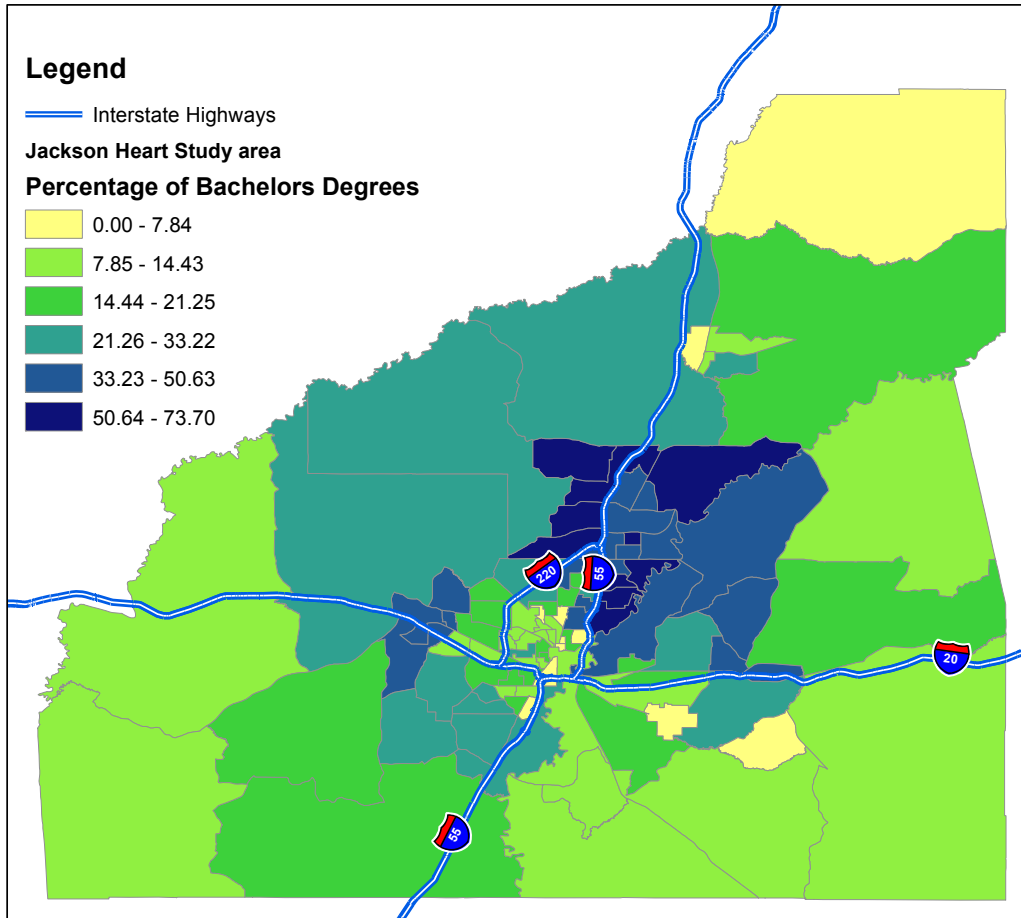 Legend
Interstate Highways
Jackson Heart Study area
Percentage of Bachelors Degrees
0.00 - 7.84
7.85 - 14.43
14.44 - 21.25
21.26 - 33.22
33.23 - 50.63
50.64 - 73.70
220
55
20
55